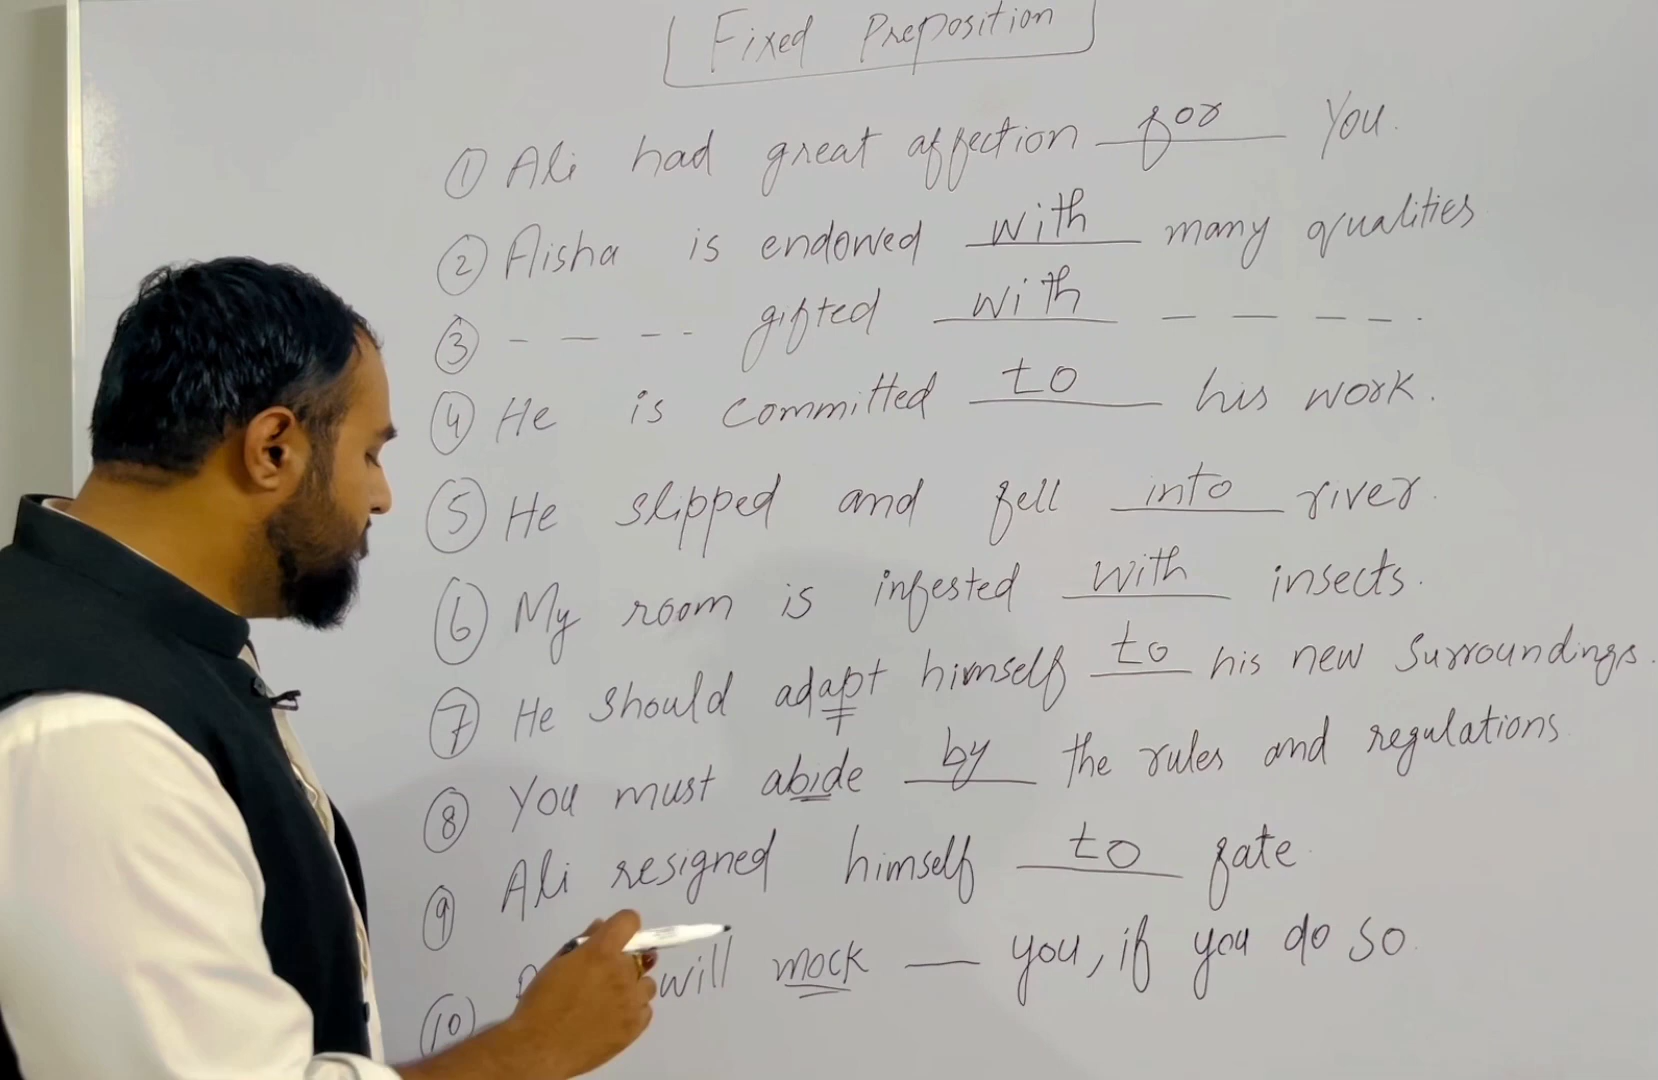 Fixed Preposition
① Ali had great affection for You.
② Aisha is endowed with many qualities
③ - - - - gifted with - - - - .
④ He is committed to his work.
⑤ He slipped and fell into river.
⑥ My room is infested with insects.
⑦ He should adapt himself to his new surroundings.
⑧ You must abide by the rules and regulations
⑨ Ali resigned himself to fate
⑩ will mock __ you, if you do so.